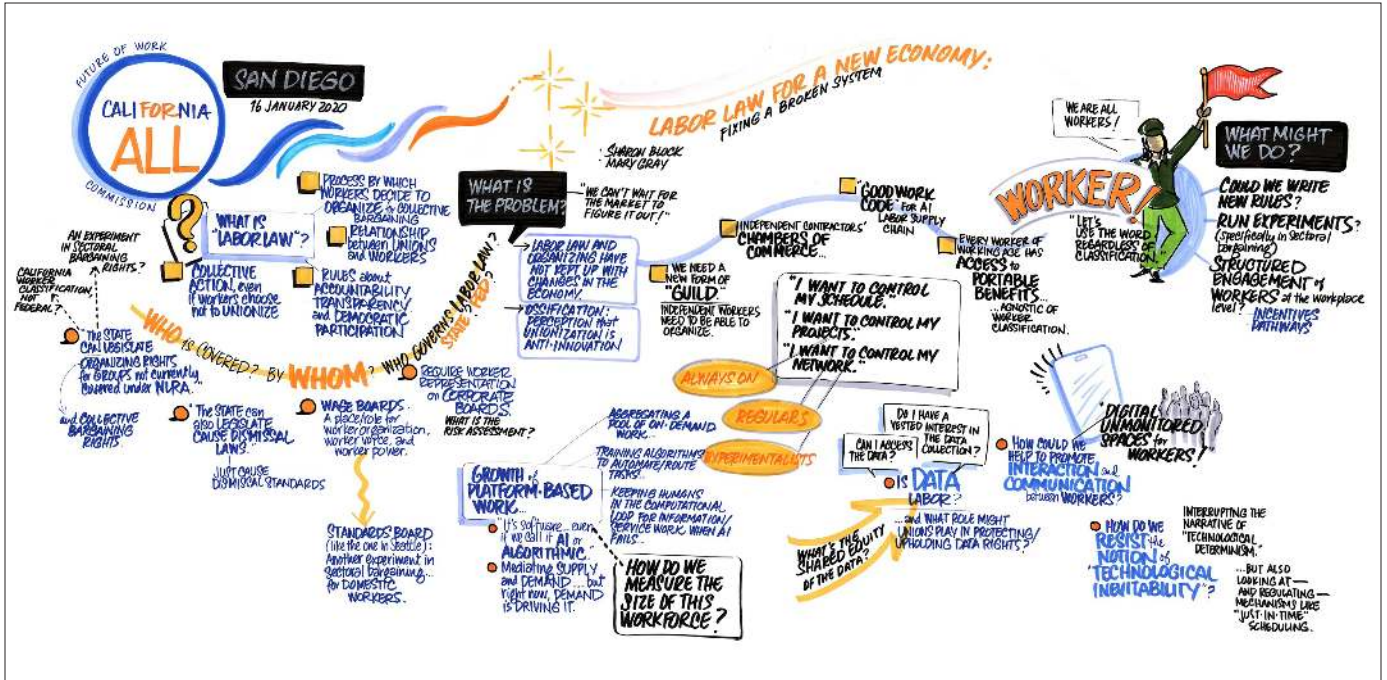 FUTURE OF WORK
CALIFORNIA
ALL
COMMISSION
SAN DIEGO
16 JANUARY 2020
LABOR LAW FOR A NEW ECONOMY:
FIXING A BROKEN SYSTEM
· SHARON BLOCK
· MARY GRAY
?
WHAT IS
"LABOR LAW"?
PROCESS BY WHICH
WORKERS DECIDE TO
ORGANIZE for COLLECTIVE
BARGAINING
RELATIONSHIP
between UNIONS
and WORKERS
COLLECTIVE
ACTION, even
if workers choose
not to UNIONIZE
RULES about
ACCOUNTABILITY
TRANSPARENCY
and DEMOCRATIC
PARTICIPATION
AN EXPERIMENT
IN SECTORAL
BARGAINING
RIGHTS?
CALIFORNIA
WORKER
CLASSIFICATION,
NOT
FEDERAL?
WHO IS COVERED? BY WHOM? WHO GOVERNS LABOR LAW?
STATE? FED?
"The STATE
CAN LEGISLATE
ORGANIZING RIGHTS
for GROUPS not currently
covered under NLRA...
and COLLECTIVE
BARGAINING
RIGHTS
"The STATE can
also LEGISLATE
CAUSE DISMISSAL
LAWS."
JUST CAUSE
DISMISSAL STANDARDS
WAGE BOARDS...
A place/role for
worker organization,
worker voice, and
worker power.
STANDARDS BOARD
(like the one in Seattle):
Another experiment in
sectoral bargaining...
for DOMESTIC
WORKERS.
REQUIRE WORKER
REPRESENTATION
on CORPORATE
BOARDS.
WHAT IS THE
RISK ASSESSMENT?
WHAT IS
THE PROBLEM?
"WE CAN'T WAIT FOR
THE MARKET TO
FIGURE IT OUT!"
LABOR LAW AND
ORGANIZING HAVE
NOT KEPT UP WITH
CHANGES IN THE
ECONOMY.
OSSIFICATION:
PERCEPTION that
UNIONIZATION is
ANTI-INNOVATION
WE NEED A
NEW FORM OF
"GUILD."
INDEPENDENT WORKERS
NEED TO BE ABLE TO
ORGANIZE.
INDEPENDENT CONTRACTORS'
CHAMBERS OF
COMMERCE...
"GOOD WORK
CODE" for AI
LABOR SUPPLY
CHAIN
EVERY WORKER of
WORKING AGE HAS
ACCESS to
PORTABLE
BENEFITS...
...AGNOSTIC OF
WORKER
CLASSIFICATION.
"I WANT TO CONTROL
MY SCHEDULE."
"I WANT TO CONTROL MY
PROJECTS."
"I WANT TO CONTROL MY
NETWORK."
ALWAYS ON
REGULARS
EXPERIMENTALISTS
GROWTH of
PLATFORM-BASED
WORK...
AGGREGATING A
POOL OF ON-DEMAND
WORK...
TRAINING ALGORITHMS
TO AUTOMATE/ROUTE
TASKS...
KEEPING HUMANS
IN THE COMPUTATIONAL
LOOP FOR INFORMATION/
SERVICE WORK, WHEN AI
FAILS...
"It's software... even
if we call it AI or
ALGORITHMIC."
Mediating SUPPLY
and DEMAND... but
right now, DEMAND
is DRIVING IT.
HOW DO WE
MEASURE THE
SIZE OF THIS
WORKFORCE?
CAN I ACCESS
THE DATA?
DO I HAVE A
VESTED INTEREST IN
THE DATA
COLLECTION?
IS DATA
LABOR?
...and WHAT ROLE MIGHT
UNIONS PLAY IN PROTECTING/
UPHOLDING DATA RIGHTS?
WHAT'S THE
SHARED EQUITY
OF THE DATA?
WE ARE ALL
WORKERS!
WORKER!
"LET'S
USE THE WORD
REGARDLESS OF
CLASSIFICATION."
WHAT MIGHT
WE DO?
COULD WE WRITE
NEW RULES?
RUN EXPERIMENTS?
(specifically in sectoral
bargaining)
STRUCTURED
ENGAGEMENT of
WORKERS at the workplace
level?
- INCENTIVES
PATHWAYS
"DIGITAL
UNMONITORED
SPACES for
WORKERS!
HOW COULD WE
HELP TO PROMOTE
INTERACTION and
COMMUNICATION
between WORKERS?
HOW DO WE
RESIST the
NOTION of
"TECHNOLOGICAL
INEVITABILITY"?
INTERRUPTING THE
NARRATIVE OF
"TECHNOLOGICAL
DETERMINISM."
...BUT ALSO
LOOKING AT —
AND REGULATING —
MECHANISMS LIKE
"JUST-IN-TIME"
SCHEDULING.